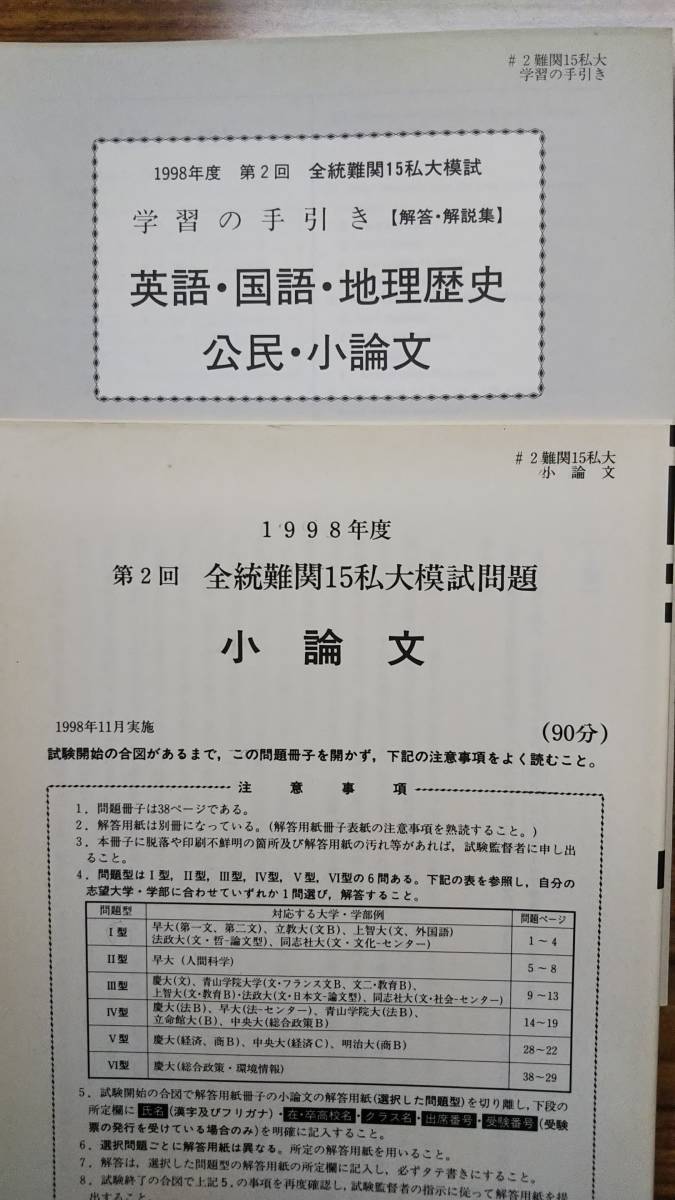 # 2難関15私大
学習の手引き
1998年度 第2回 全統難関15私大模試
学習の手引き【解答・解説集】
英語・国語・地理歴史
公民・小論文
# 2難関15私大
小論文
1998年度
第2回 全統難関15私大模試問題
小論文
1998年11月実施
(90分)
試験開始の合図があるまで,この問題冊子を開かず,下記の注意事項をよく読むこと。
注意事項
1.問題冊子は38ページである。
2.解答用紙は別冊になっている。(解答用紙冊子表紙の注意事項を熟読すること。)
3.本冊子に脱落や印刷不鮮明の箇所及び解答用紙の汚れ等があれば,試験監督者に申し出
ること。
4.問題型はⅠ型,Ⅱ型,Ⅲ型,Ⅳ型,Ⅴ型,Ⅵ型の6問ある。下記の表を参照し,自分の
志望大学・学部に合わせていずれか1問選び,解答すること。
問題型 対応する大学・学部例 問題ページ
Ⅰ型 早大(第一文、第二文)、立教大(文B)、上智大(文、外国語)
法政大(文・哲-論文型)、同志社大(文・文化-センター) 1~4
Ⅱ型 早大(人間科学) 5~8
Ⅲ型 慶大(文)、青山学院大学(文・フランス文B、文二・教育B)、
上智大(文・教育B)・法政大(文・日本文-論文型)、同志社大(文・社会-センター) 9~13
Ⅳ型 慶大(法B)、早大(法-センター)、青山学院大(法B)、
立命館大(B)、中央大(総合政策B) 14~19
Ⅴ型 慶大(経済、商B)、中央大(経済C)、明治大(商B) 28~22
Ⅵ型 慶大(総合政策・環境情報) 38~29
5.試験開始の合図で解答用紙冊子の小論文の解答用紙(選択した問題型)を切り離し,下段の
所定欄に氏名(漢字及びフリガナ)・在・卒高校名・クラス名・出席番号・受験番号(受験
票の発行を受けている場合のみ)を明確に記入すること。
6.選択問題ごとに解答用紙は異なる。所定の解答用紙を用いること。
7.解答は,選択した問題型の解答用紙の所定欄に記入し,必ずタテ書きにすること。
8.試験終了の合図で上記5.の事項を再度確認し,試験監督者の指示に従って解答用紙を提
出すること。